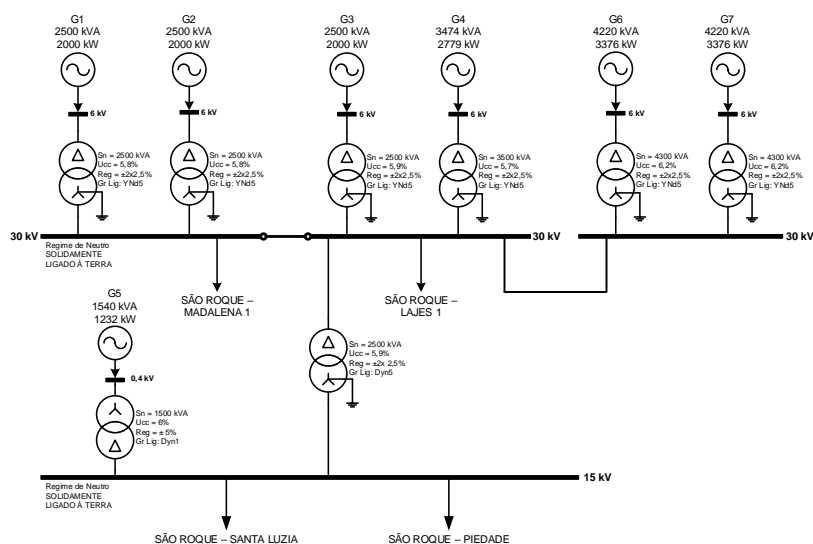 G1
2500 kVA
2000 kW
G2
2500 kVA
2000 kW
G3
2500 kVA
2000 kW
G4
3474 kVA
2779 kW
G6
4220 kVA
3376 kW
G7
4220 kVA
3376 kW
6 kV
6 kV
6 kV
6 kV
6 kV
6 kV
Sn = 2500 kVA
Ucc = 5,8%
Reg = ±2x2,5%
Gr Lig: YNd5
Sn = 2500 kVA
Ucc = 5,8%
Reg = ±2x2,5%
Gr Lig: YNd5
Sn = 2500 kVA
Ucc = 5,9%
Reg = ±2x2,5%
Gr Lig: YNd5
Sn = 3500 kVA
Ucc = 5,7%
Reg = ±2x2,5%
Gr Lig: YNd5
Sn = 4300 kVA
Ucc = 6,2%
Reg = ±2x2,5%
Gr Lig: YNd5
Sn = 4300 kVA
Ucc = 6,2%
Reg = ±2x2,5%
Gr Lig: YNd5
30 kV
30 kV
30 kV
Regime de Neutro
SOLIDAMENTE
LIGADO À TERRA
SÃO ROQUE –
MADALENA 1
SÃO ROQUE –
LAJES 1
G5
1540 kVA
1232 kW
0,4 kV
Sn = 1500 kVA
Ucc = 6%
Reg = ± 5%
Gr Lig: Dyn1
Sn = 2500 kVA
Ucc = 5,9%
Reg = ±2x 2,5%
Gr Lig: Dyn5
15 kV
Regime de Neutro
SOLIDAMENTE
LIGADO À TERRA
SÃO ROQUE – SANTA LUZIA
SÃO ROQUE – PIEDADE